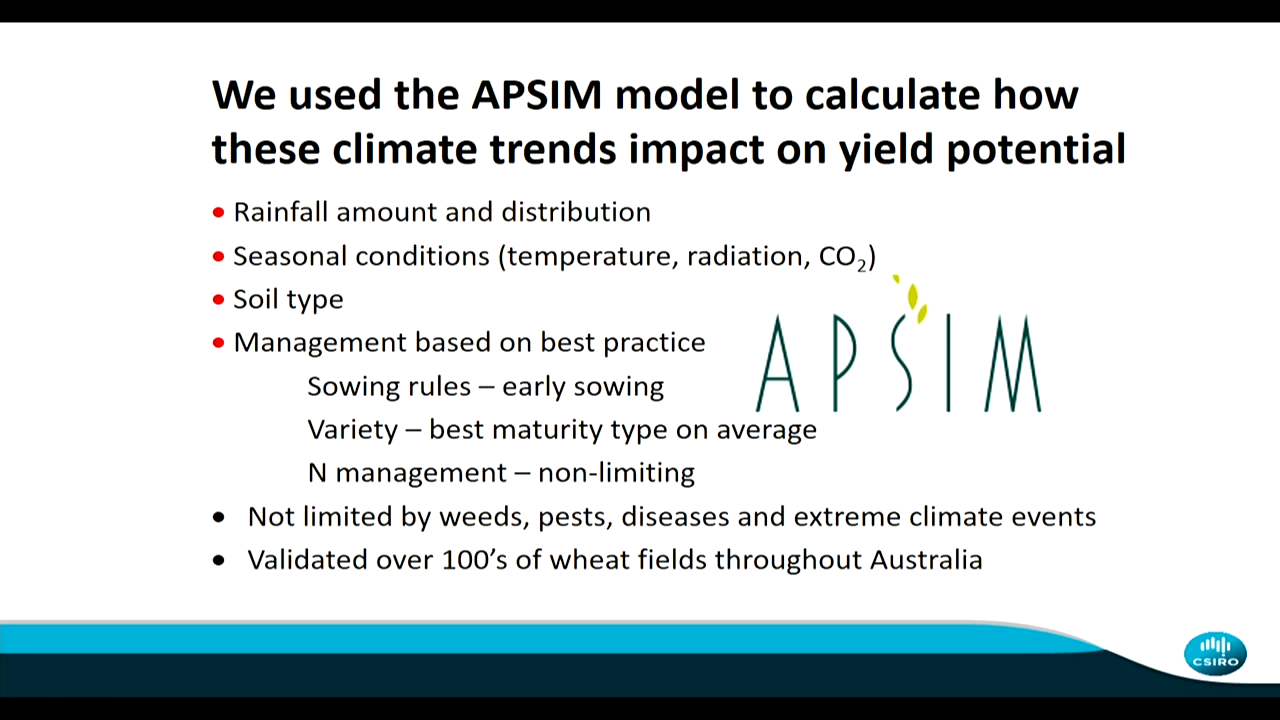 We used the APSIM model to calculate how
these climate trends impact on yield potential
• Rainfall amount and distribution
• Seasonal conditions (temperature, radiation, CO₂)
• Soil type
• Management based on best practice
Sowing rules – early sowing
Variety – best maturity type on average
N management – non-limiting
• Not limited by weeds, pests, diseases and extreme climate events
• Validated over 100’s of wheat fields throughout Australia
APSIM
CSIRO